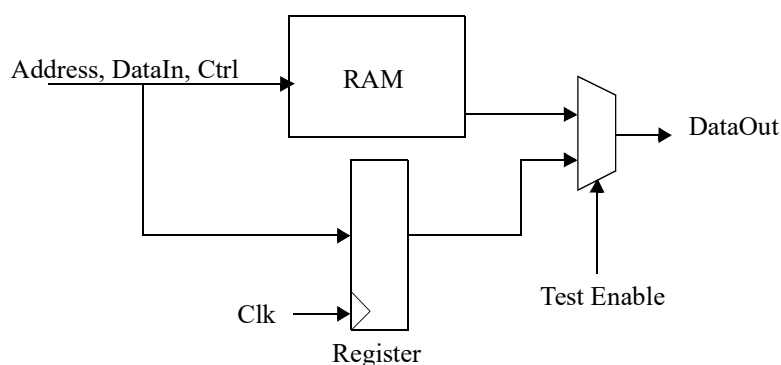 Address, DataIn, Ctrl
RAM
DataOut
Test Enable
Clk
Register